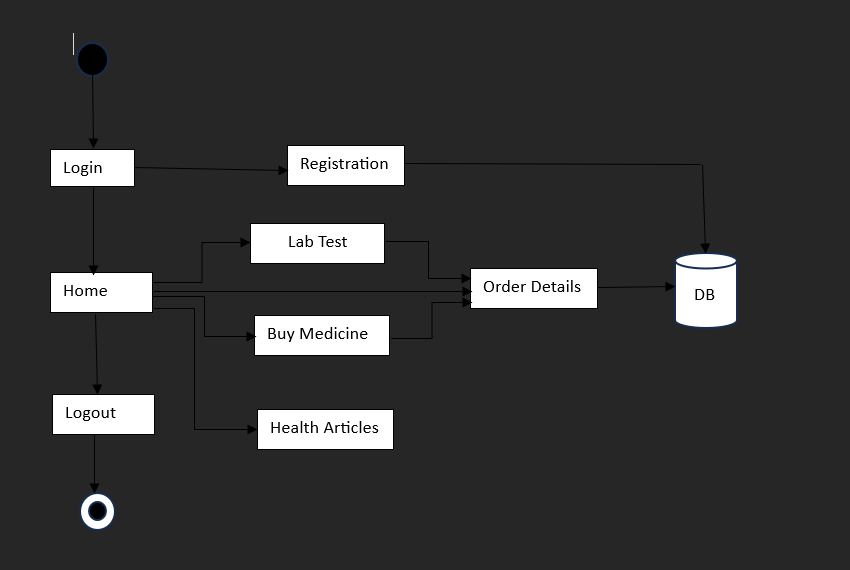 Login
Registration
Lab Test
Home
Order Details
DB
Buy Medicine
Logout
Health Articles